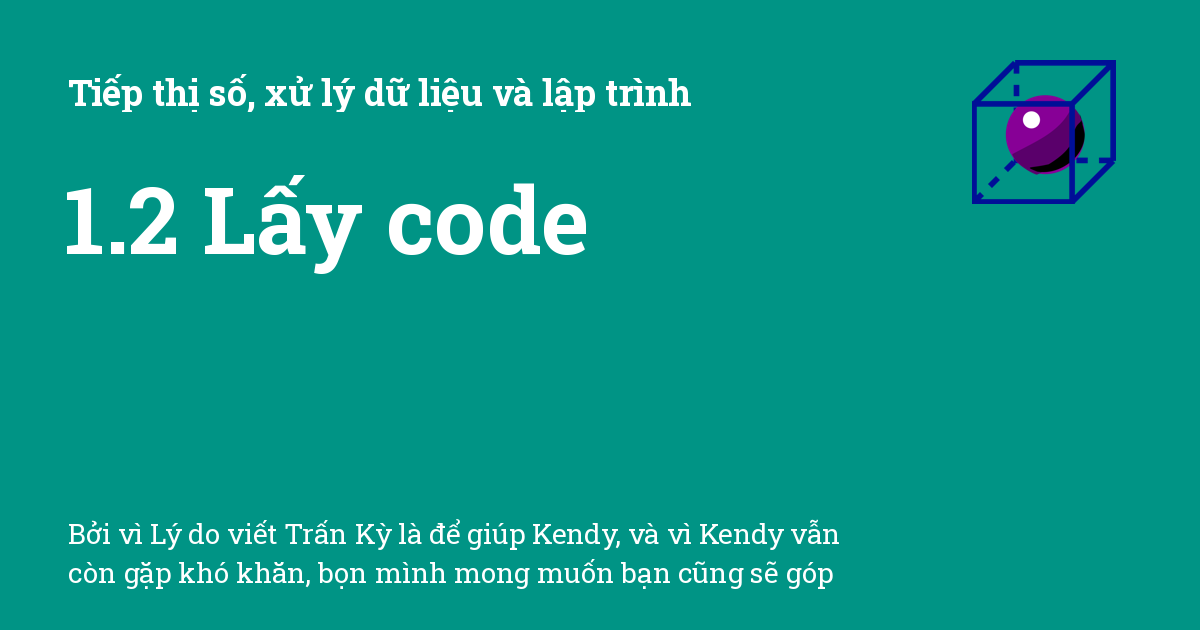 Tiếp thị số, xử lý dữ liệu và lập trình
1.2 Lấy code
Bởi vì Lý do viết Trấn Kỳ là để giúp Kendy, và vì Kendy vẫn
còn gặp khó khăn, bọn mình mong muốn bạn cũng sẽ góp